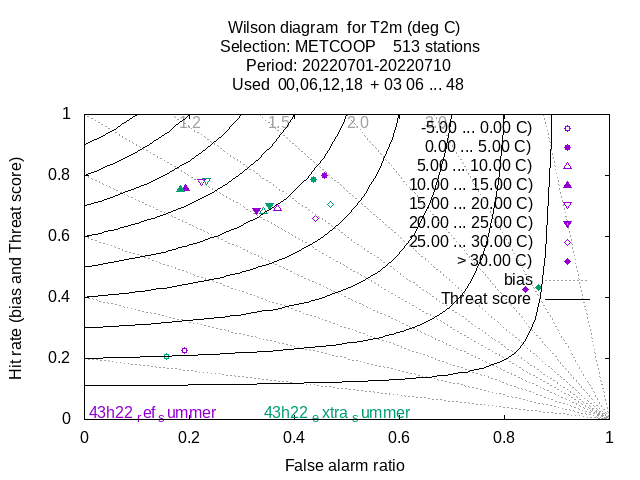 Wilson diagram for T2m (deg C)
Selection: METCOOP 513 stations
Period: 20220701-20220710
Used 00,06,12,18 + 03 06 ... 48
1
0.8
0.6
0.4
0.2
0
Hit rate (bias and Threat score)
1.2
1.5
2.0
3.0
-5.00 ... 0.00 C)
0.00 ... 5.00 C)
5.00 ... 10.00 C)
10.00 ... 15.00 C)
15.00 ... 20.00 C)
20.00 ... 25.00 C)
25.00 ... 30.00 C)
> 30.00 C)
bias
Threat score
43h22refsummer
43h22extrasummer
0
0.2
0.4
0.6
0.8
1
False alarm ratio